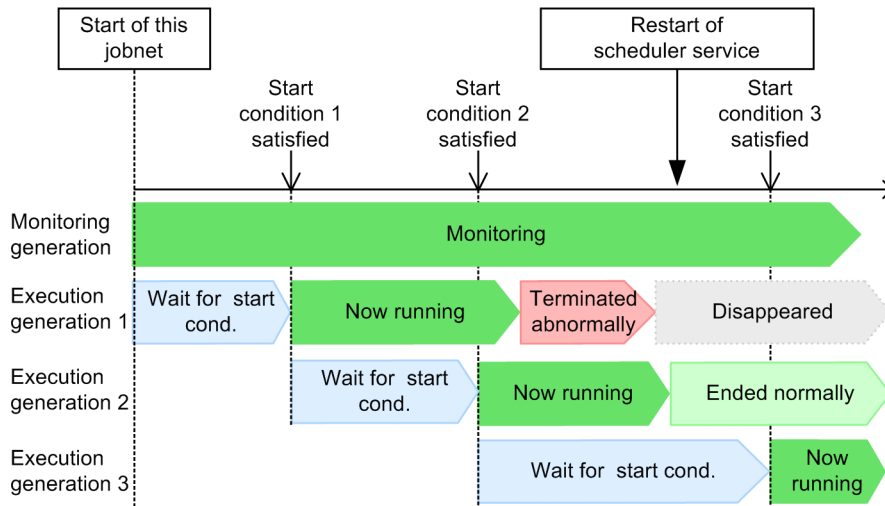 Start of this
jobnet
Restart of
scheduler service
Start
condition 1
satisfied
Start
condition 2
satisfied
Start
condition 3
satisfied
Monitoring
generation
Monitoring
Execution
generation 1
Wait for start
cond.
Now running
Terminated
abnormally
Disappeared
Execution
generation 2
Wait for start
cond.
Now running
Ended normally
Execution
generation 3
Wait for start cond.
Now
running